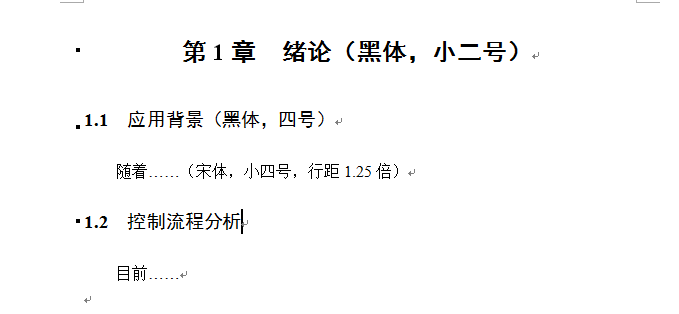 第 1 章　绪论（黑体，小二号）
1.1　应用背景（黑体，四号）
随着……（宋体，小四号，行距 1.25 倍）
1.2　控制流程分析
目前……